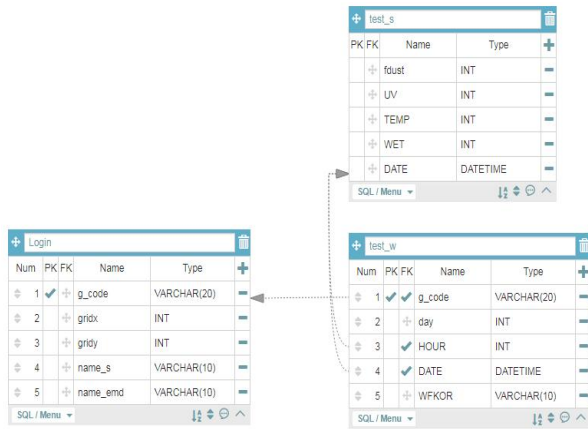 test_s
PK FK Name Type
fdust INT
UV INT
TEMP INT
WET INT
DATE DATETIME
SQL / Menu
Login
Num PK FK Name Type
1 g_code VARCHAR(20)
2 gridx INT
3 gridy INT
4 name_s VARCHAR(10)
5 name_emd VARCHAR(10)
SQL / Menu
test_w
Num PK FK Name Type
1 g_code VARCHAR(20)
2 day INT
3 HOUR INT
4 DATE DATETIME
5 WFKOR VARCHAR(10)
SQL / Menu